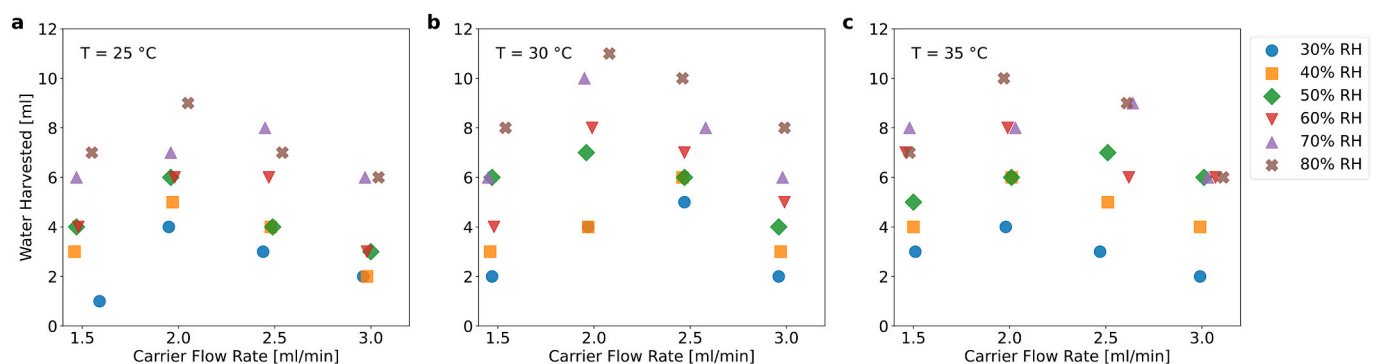 a
T = 25 °C
Water Harvested [ml]
12
10
8
6
4
2
0
1.5 2.0 2.5 3.0
Carrier Flow Rate [ml/min]
b
T = 30 °C
12
10
8
6
4
2
0
1.5 2.0 2.5 3.0
Carrier Flow Rate [ml/min]
c
T = 35 °C
12
10
8
6
4
2
0
1.5 2.0 2.5 3.0
Carrier Flow Rate [ml/min]
30% RH
40% RH
50% RH
60% RH
70% RH
80% RH